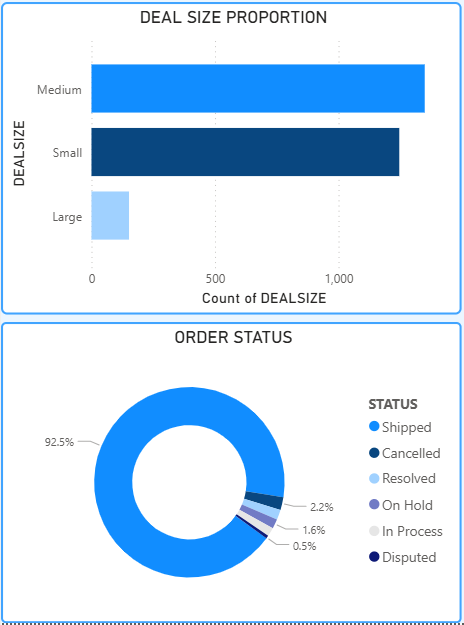 DEAL SIZE PROPORTION
DEALSIZE
Medium
Small
Large
0 500 1,000
Count of DEALSIZE
ORDER STATUS
92.5%
2.2%
1.6%
0.5%
STATUS
Shipped
Cancelled
Resolved
On Hold
In Process
Disputed